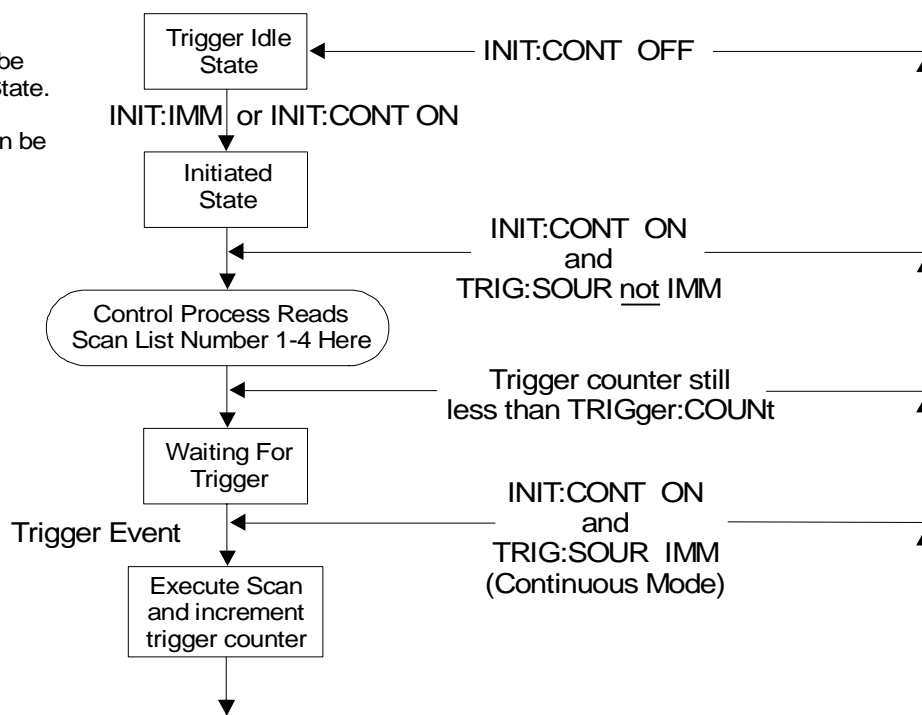 be
State.
n be
Trigger Idle
State
INIT:CONT OFF
INIT:IMM or INIT:CONT ON
Initiated
State
INIT:CONT ON
and
TRIG:SOUR not IMM
Control Process Reads
Scan List Number 1-4 Here
Trigger counter still
less than TRIGger:COUNt
Waiting For
Trigger
INIT:CONT ON
and
TRIG:SOUR IMM
(Continuous Mode)
Trigger Event
Execute Scan
and increment
trigger counter